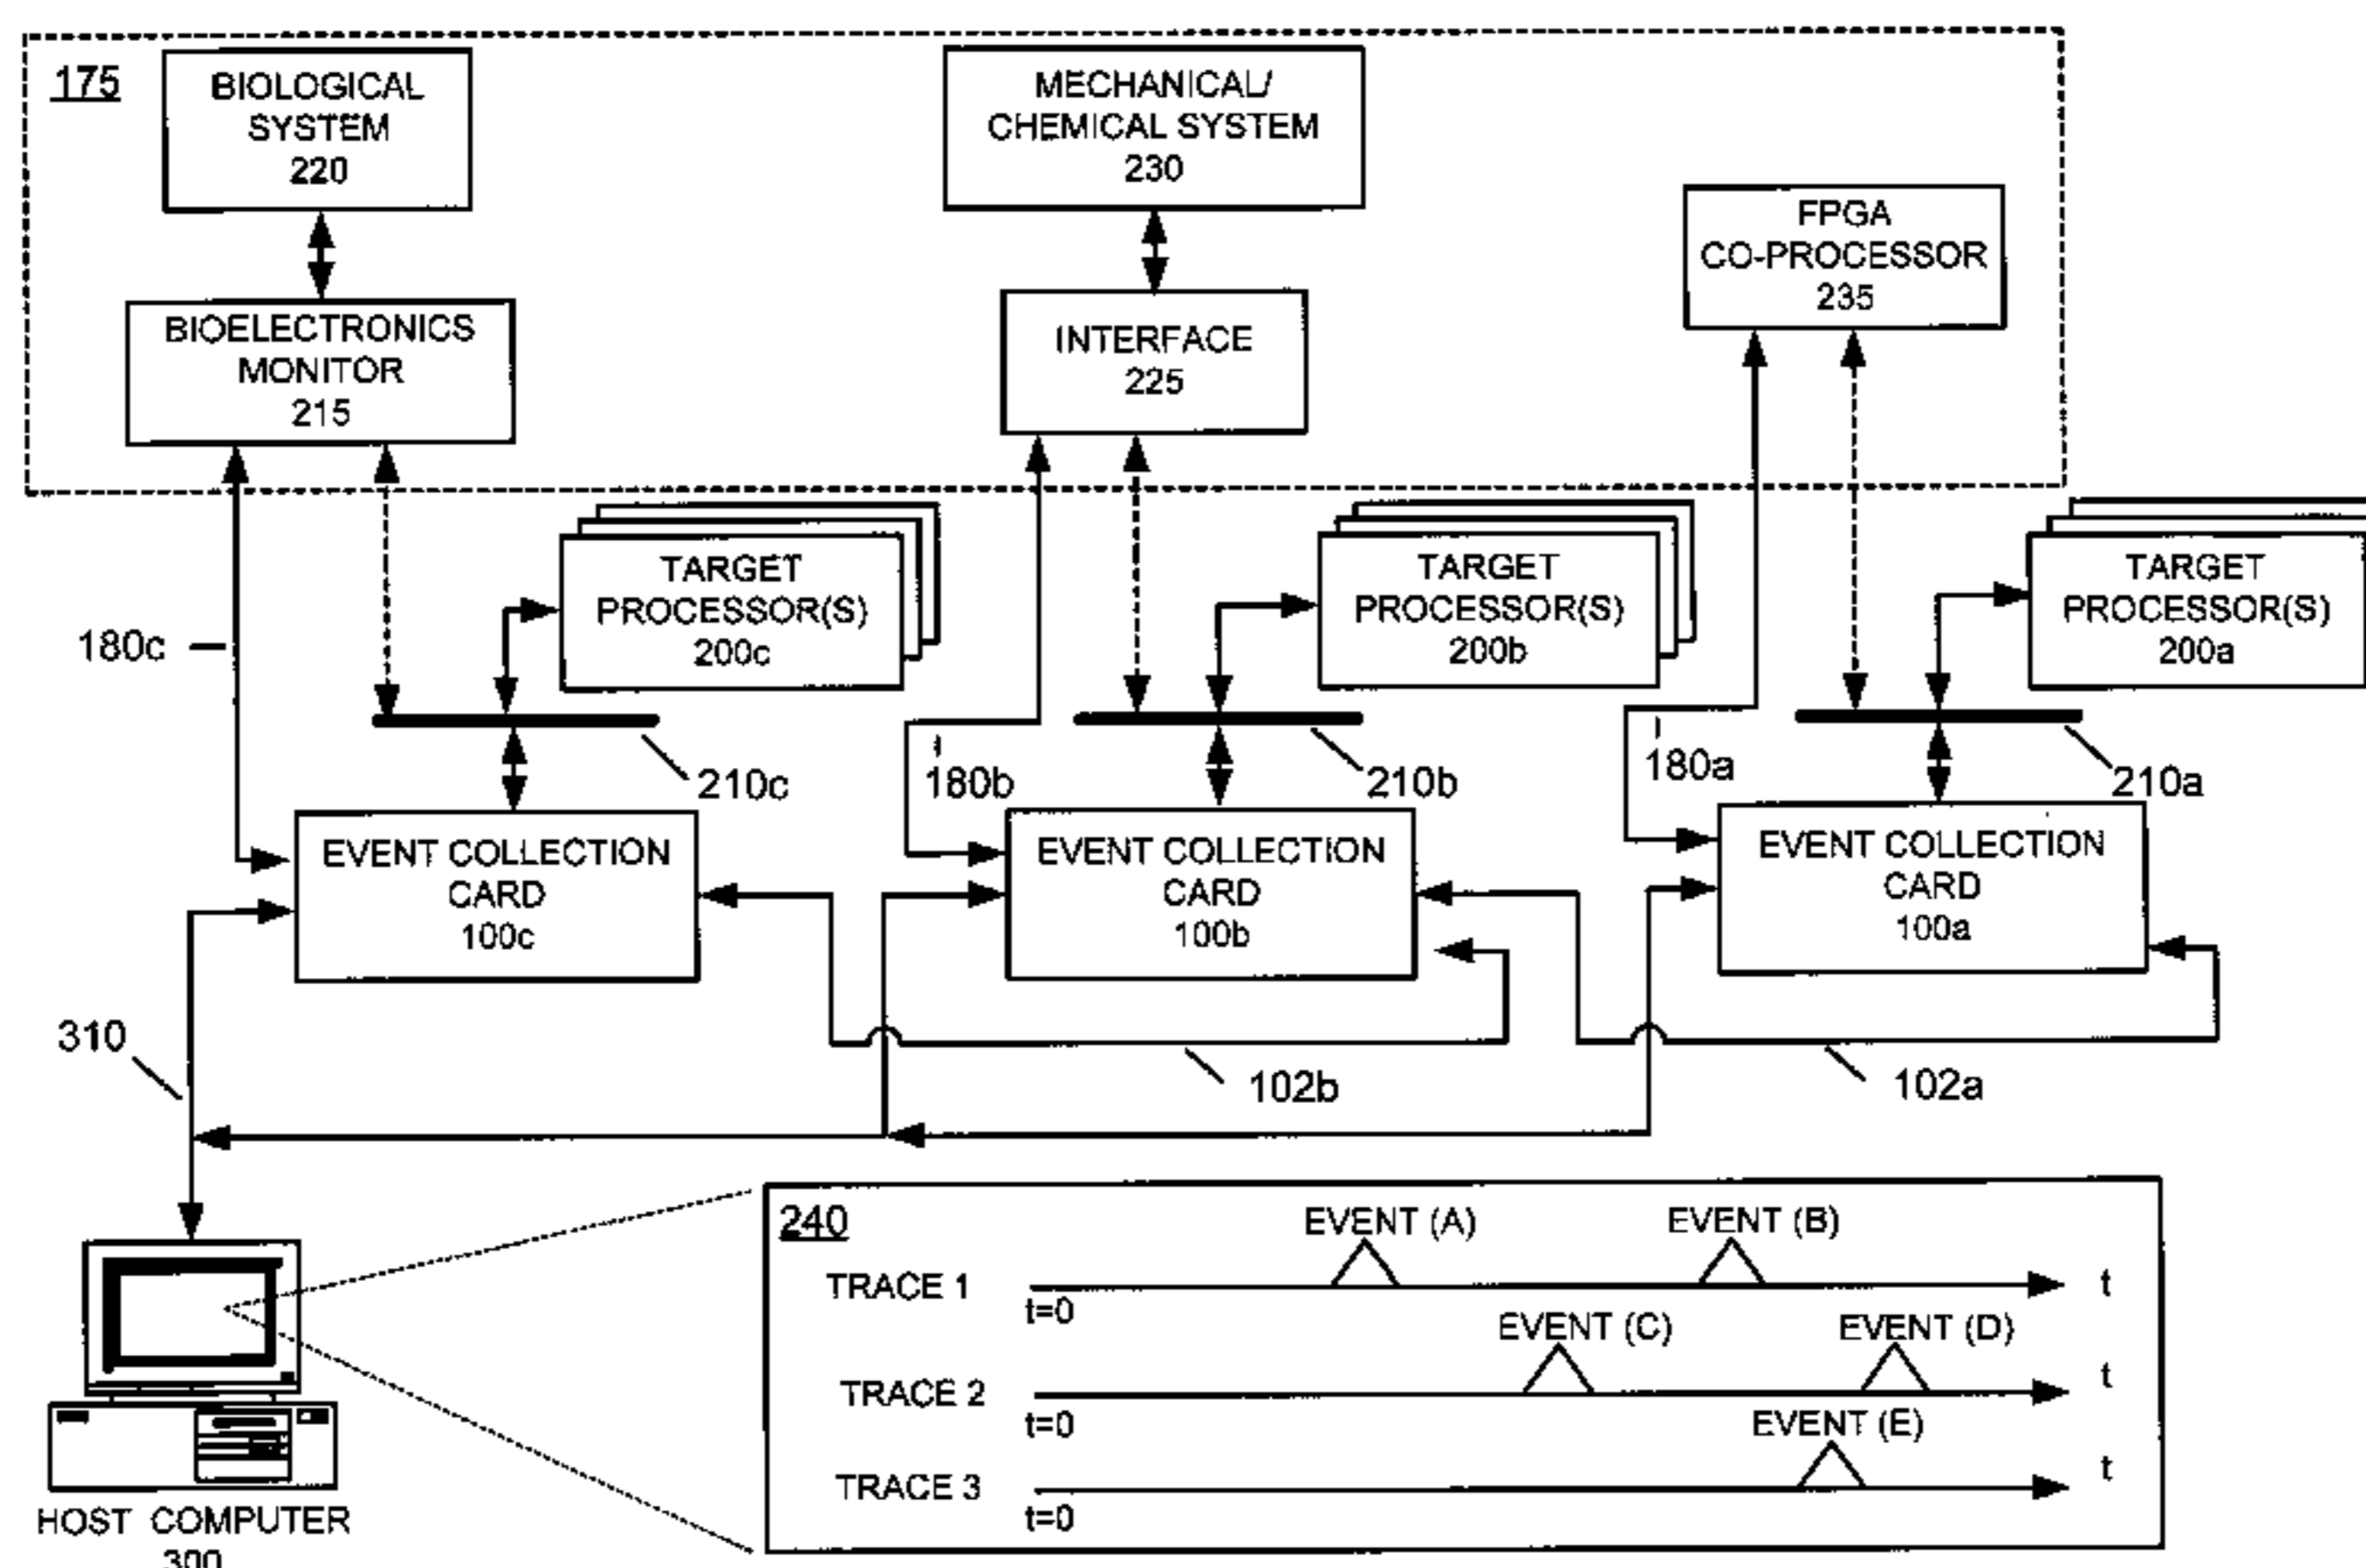 175
BIOLOGICAL
SYSTEM
220
MECHANICAL/
CHEMICAL SYSTEM
230
FPGA
CO-PROCESSOR
235
BIOELECTRONICS
MONITOR
215
INTERFACE
225
TARGET
PROCESSOR(S)
200c
TARGET
PROCESSOR(S)
200b
TARGET
PROCESSOR(S)
200a
180c
210c
180b
210b
180a
210a
EVENT COLLECTION
CARD
100c
EVENT COLLECTION
CARD
100b
EVENT COLLECTION
CARD
100a
310
102b
102a
240
EVENT (A)
EVENT (B)
TRACE 1
t
t=0
EVENT (C)
EVENT (D)
TRACE 2
t
t=0
EVENT (E)
TRACE 3
t
t=0
HOST COMPUTER
300